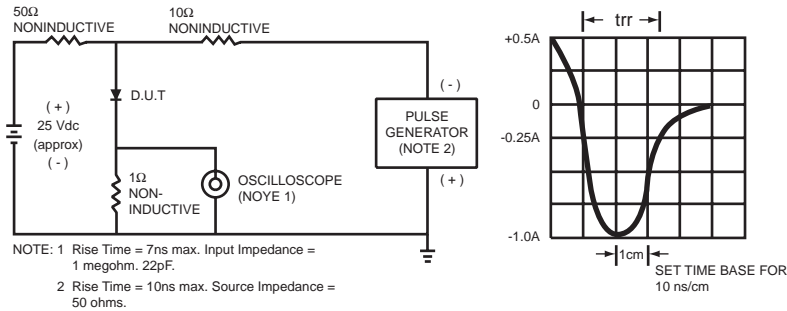 50Ω
NONINDUCTIVE
10Ω
NONINDUCTIVE
D.U.T
( + )
25 Vdc
(approx)
( - )
1Ω
NON-
INDUCTIVE
OSCILLOSCOPE
(NOYE 1)
( - )
PULSE
GENERATOR
(NOTE 2)
( + )
NOTE: 1 Rise Time = 7ns max. Input Impedance =
1 megohm. 22pF.
2 Rise Time = 10ns max. Source Impedance =
50 ohms.
trr
+0.5A
0
-0.25A
-1.0A
1cm
SET TIME BASE FOR
10 ns/cm